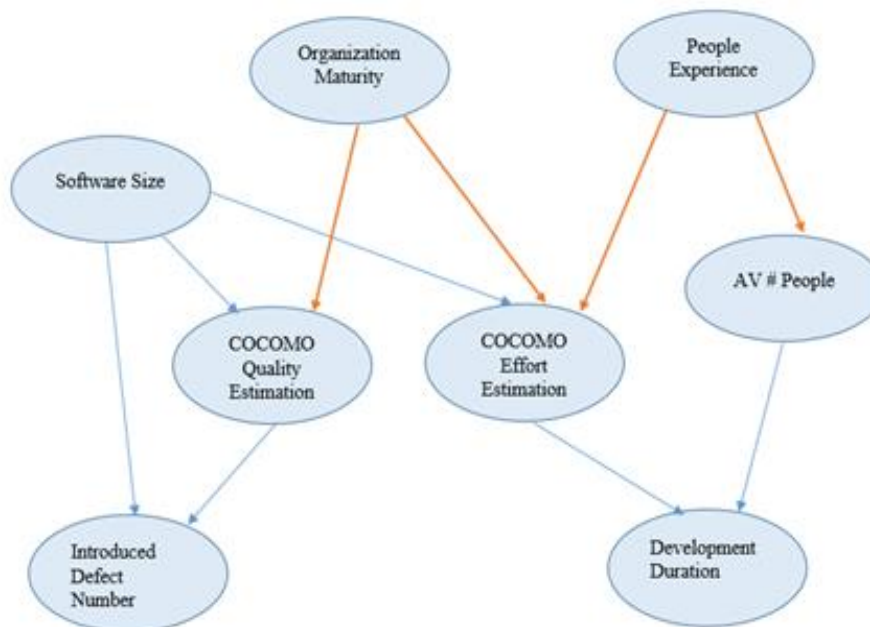 Organization
Maturity
People
Experience
Software Size
AV # People
COCOMO
Quality
Estimation
COCOMO
Effort
Estimation
Introduced
Defect
Number
Development
Duration